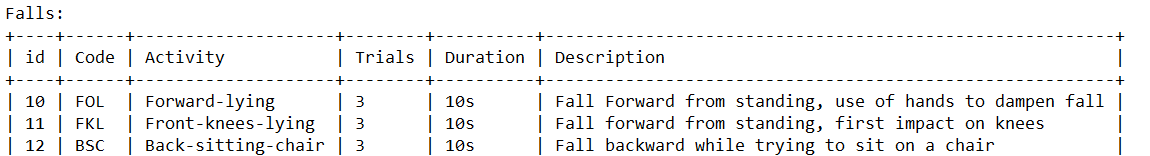 Falls:
+----+------+--------------------+--------+----------+---------------------------------------------------------+
| id | Code | Activity           | Trials | Duration | Description                                             |
+----+------+--------------------+--------+----------+---------------------------------------------------------+
| 10 | FOL  | Forward-lying      | 3      | 10s      | Fall Forward from standing, use of hands to dampen fall |
| 11 | FKL  | Front-knees-lying  | 3      | 10s      | Fall forward from standing, first impact on knees       |
| 12 | BSC  | Back-sitting-chair | 3      | 10s      | Fall backward while trying to sit on a chair            |